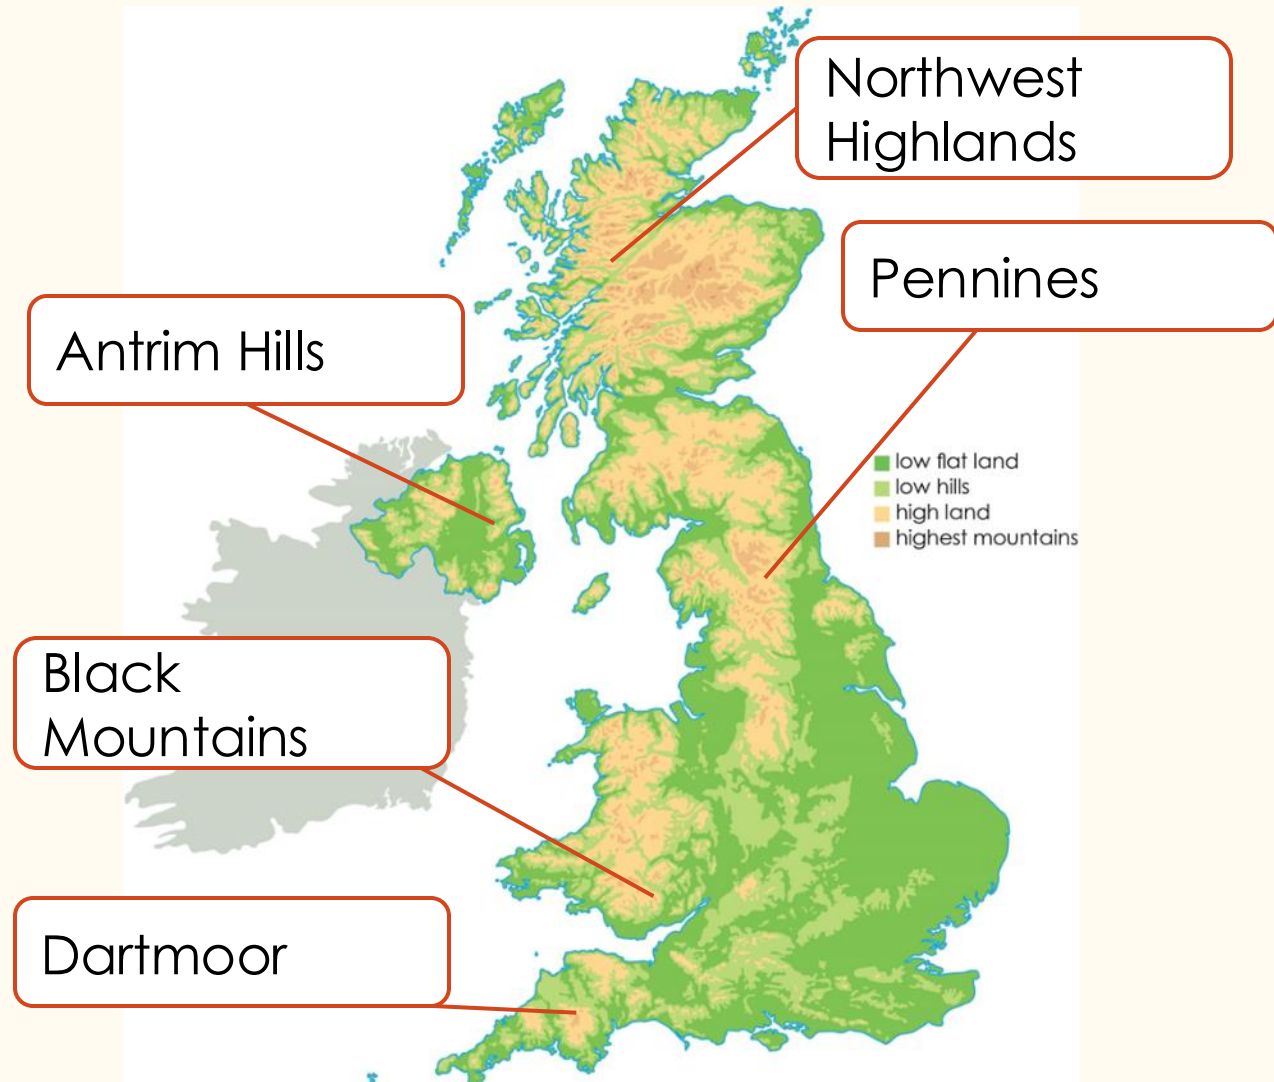 Northwest
Highlands
Pennines
Antrim Hills
low flat land
low hills
high land
highest mountains
Black
Mountains
Dartmoor